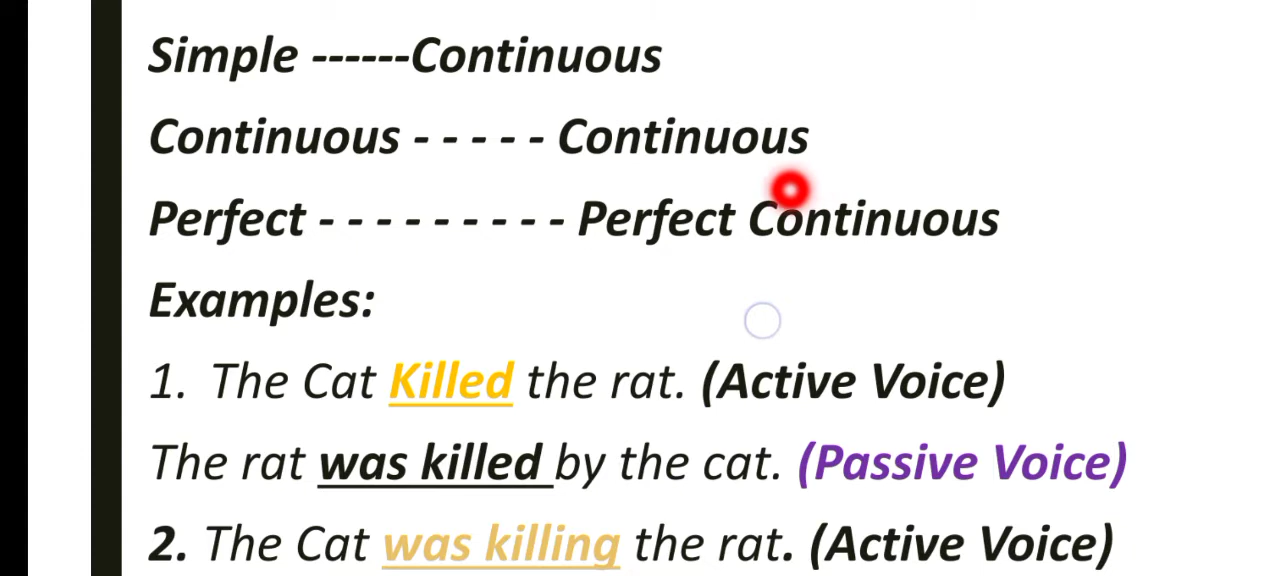 Simple ------Continuous
Continuous - - - - - Continuous
Perfect - - - - - - - - - Perfect Continuous
Examples:
1. The Cat Killed the rat. (Active Voice)
The rat was killed by the cat. (Passive Voice)
2. The Cat was killing the rat. (Active Voice)